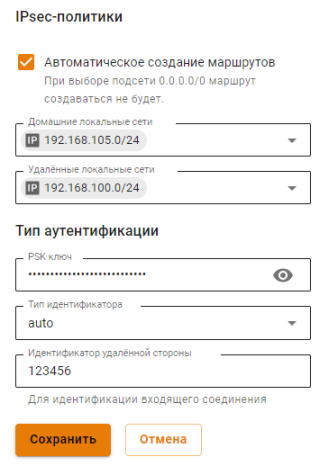 IPsec-политики
Автоматическое создание маршрутов
При выборе подсети 0.0.0.0/0 маршрут
создаваться не будет.
Домашние локальные сети
IP 192.168.105.0/24
Удалённые локальные сети
IP 192.168.100.0/24
Тип аутентификации
PSK ключ
•••••••••••••••••••••••••••
Тип идентификатора
auto
Идентификатор удалённой стороны
123456
Для идентификации входящего соединения
Сохранить
Отмена